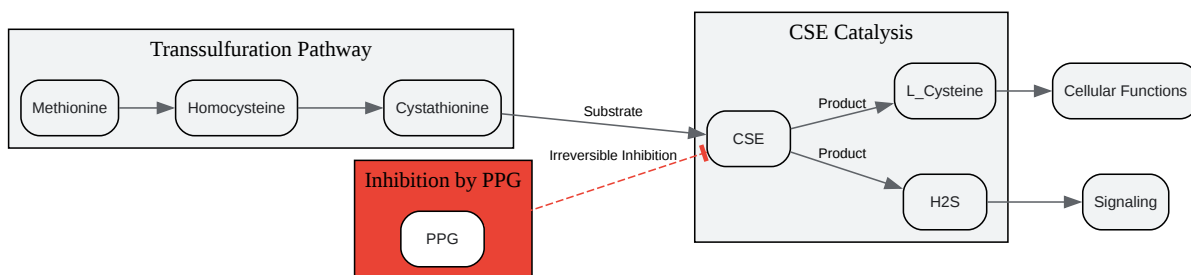 Transsulfuration Pathway
Methionine
Homocysteine
Cystathionine
Substrate
Irreversible Inhibition
Inhibition by PPG
PPG
CSE Catalysis
CSE
Product
Product
L_Cysteine
H2S
Cellular Functions
Signaling